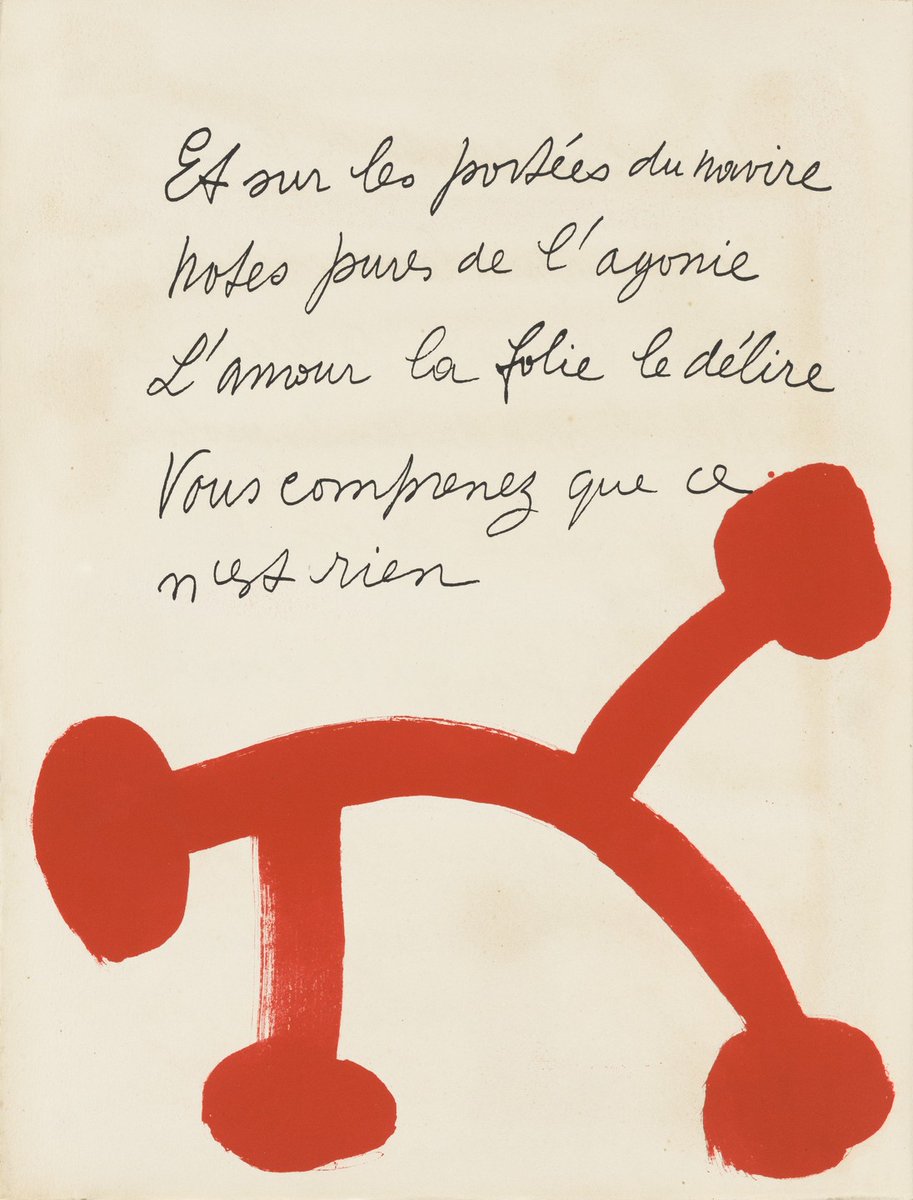 Et sur les portées du navire
notes pures de l'agonie
L'amour la folie le délire
Vous comprenez que ce
n'est rien